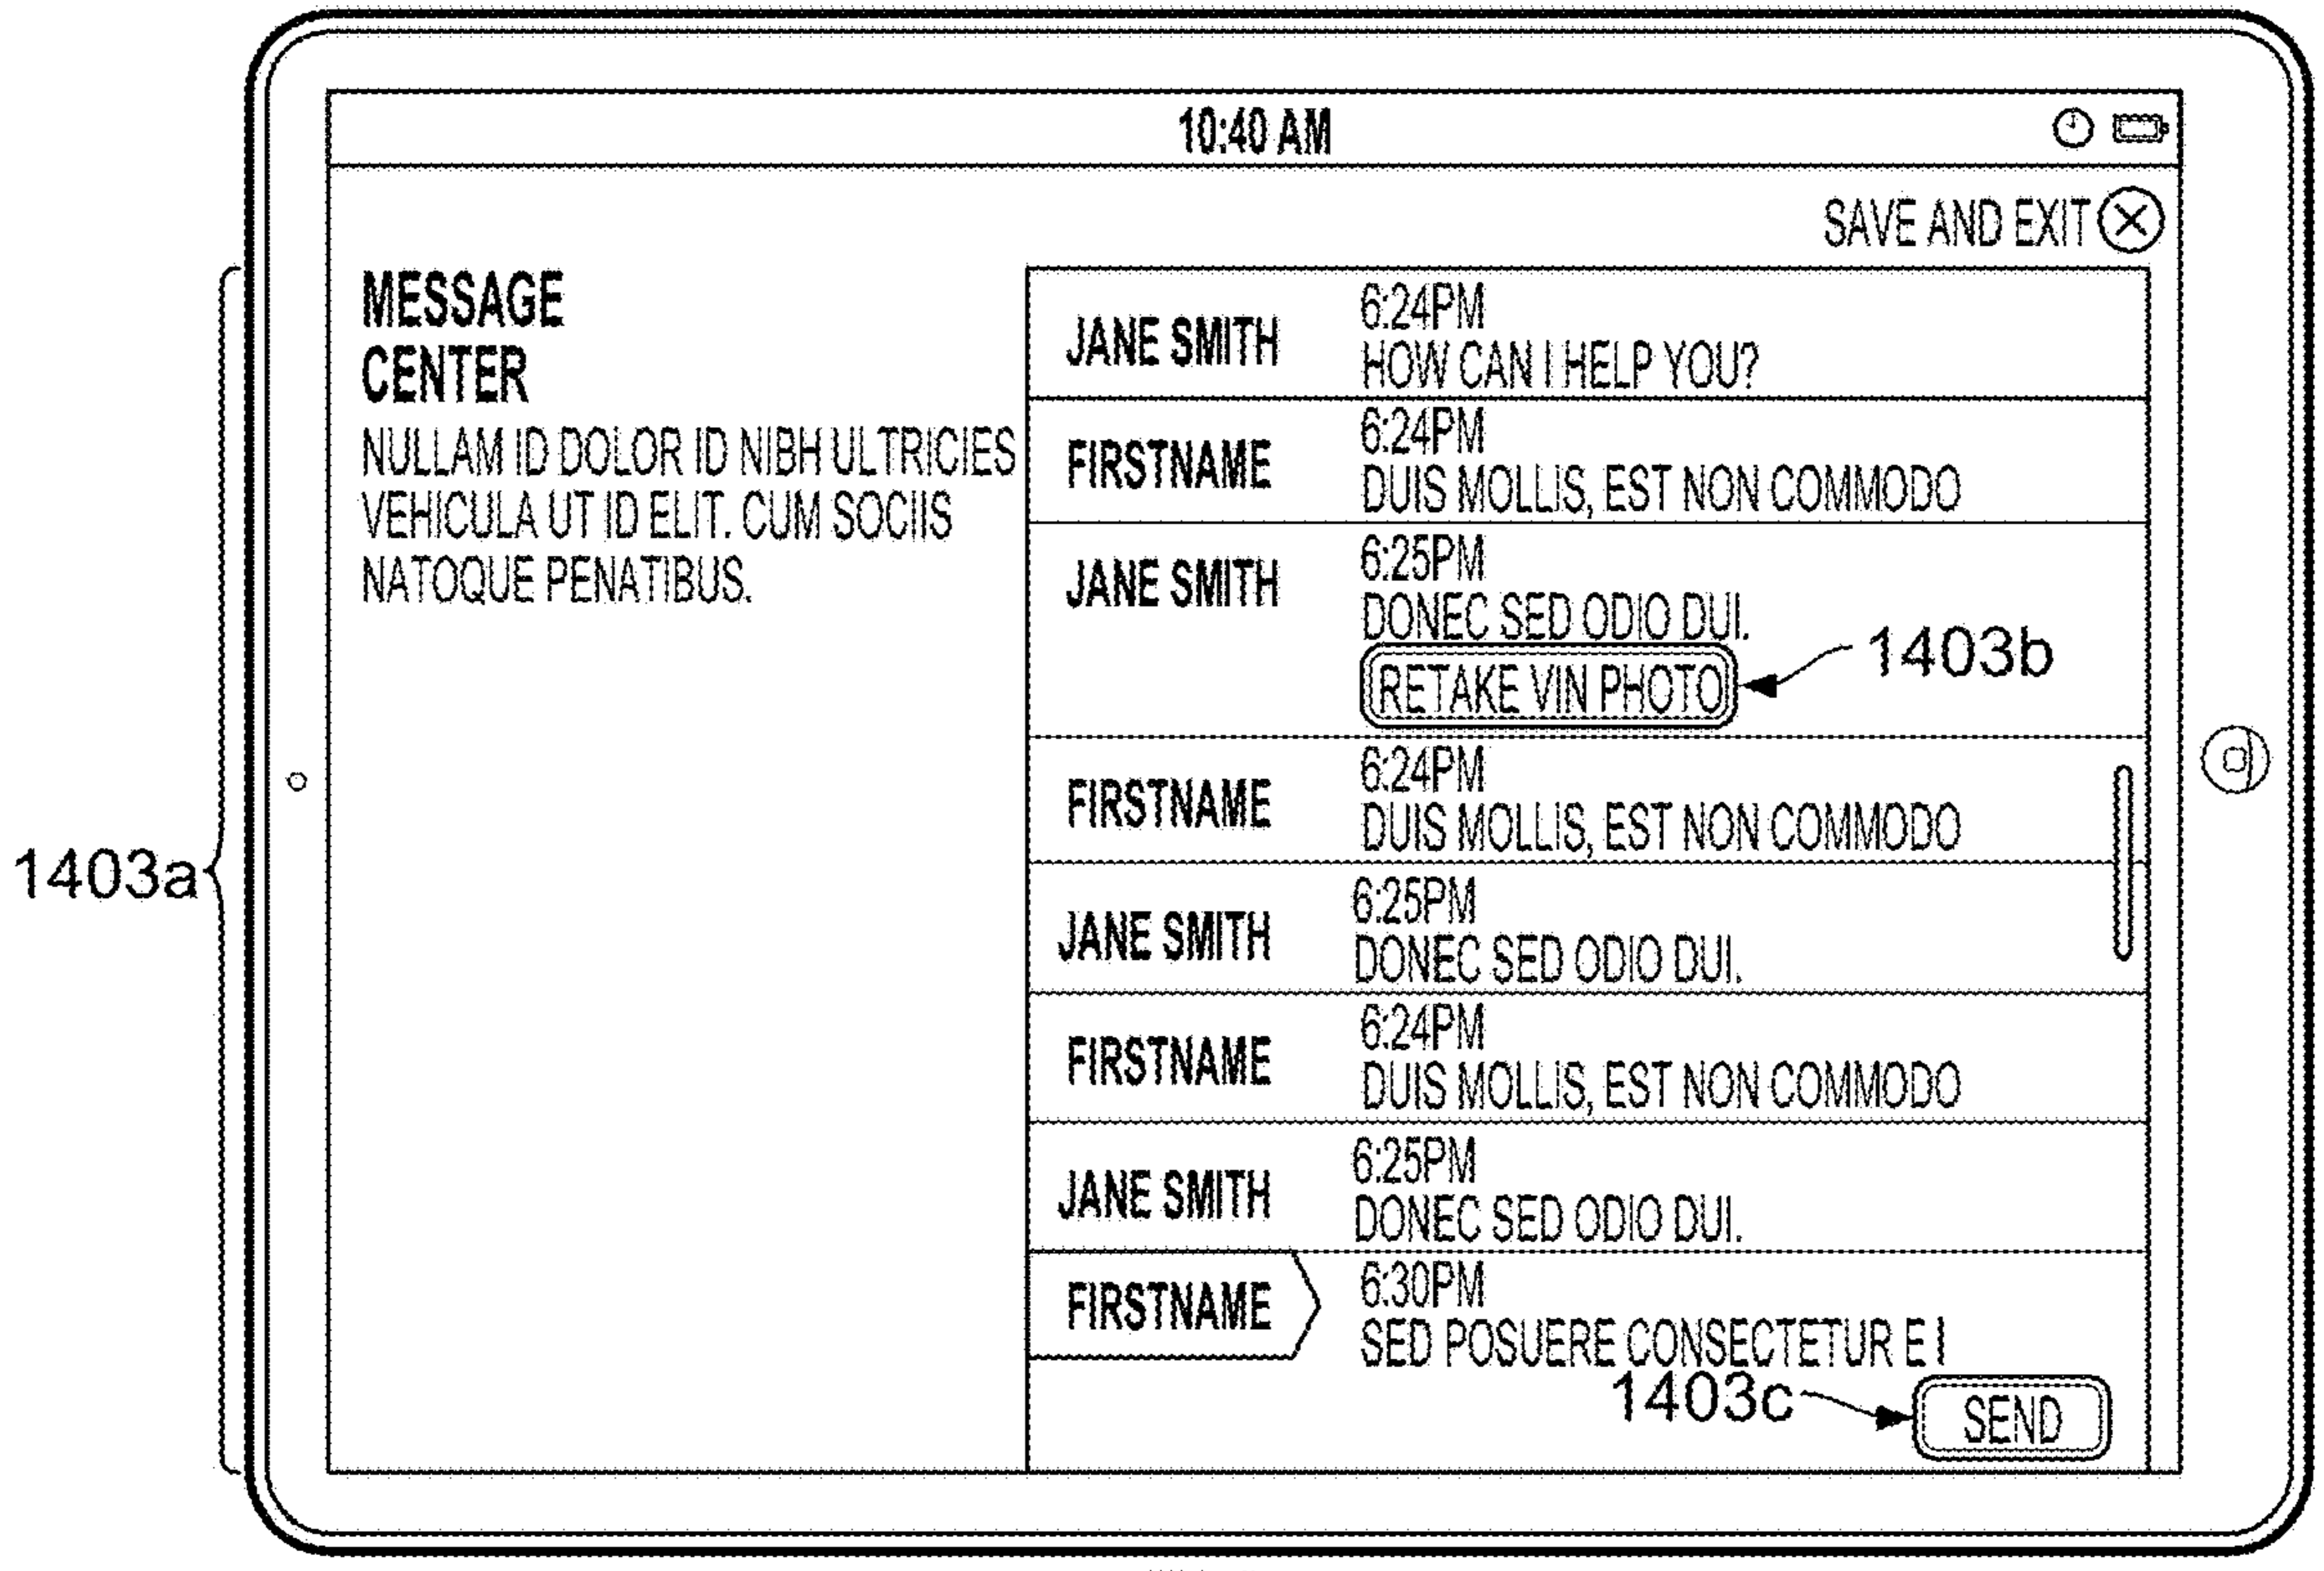 10:40 AM
SAVE AND EXIT
MESSAGE
CENTER
NULLAM ID DOLOR ID NIBH ULTRICIES
VEHICULA UT ID ELIT. CUM SOCIIS
NATOQUE PENATIBUS.
JANE SMITH
6:24PM
HOW CAN I HELP YOU?
FIRSTNAME
6:24PM
DUIS MOLLIS, EST NON COMMODO
JANE SMITH
6:25PM
DONEC SED ODIO DUI.
RETAKE VIN PHOTO
1403b
FIRSTNAME
6:24PM
DUIS MOLLIS, EST NON COMMODO
1403a
JANE SMITH
6:25PM
DONEC SED ODIO DUI.
FIRSTNAME
6:24PM
DUIS MOLLIS, EST NON COMMODO
JANE SMITH
6:25PM
DONEC SED ODIO DUI.
FIRSTNAME
6:30PM
SED POSUERE CONSECTETUR E
1403c
SEND